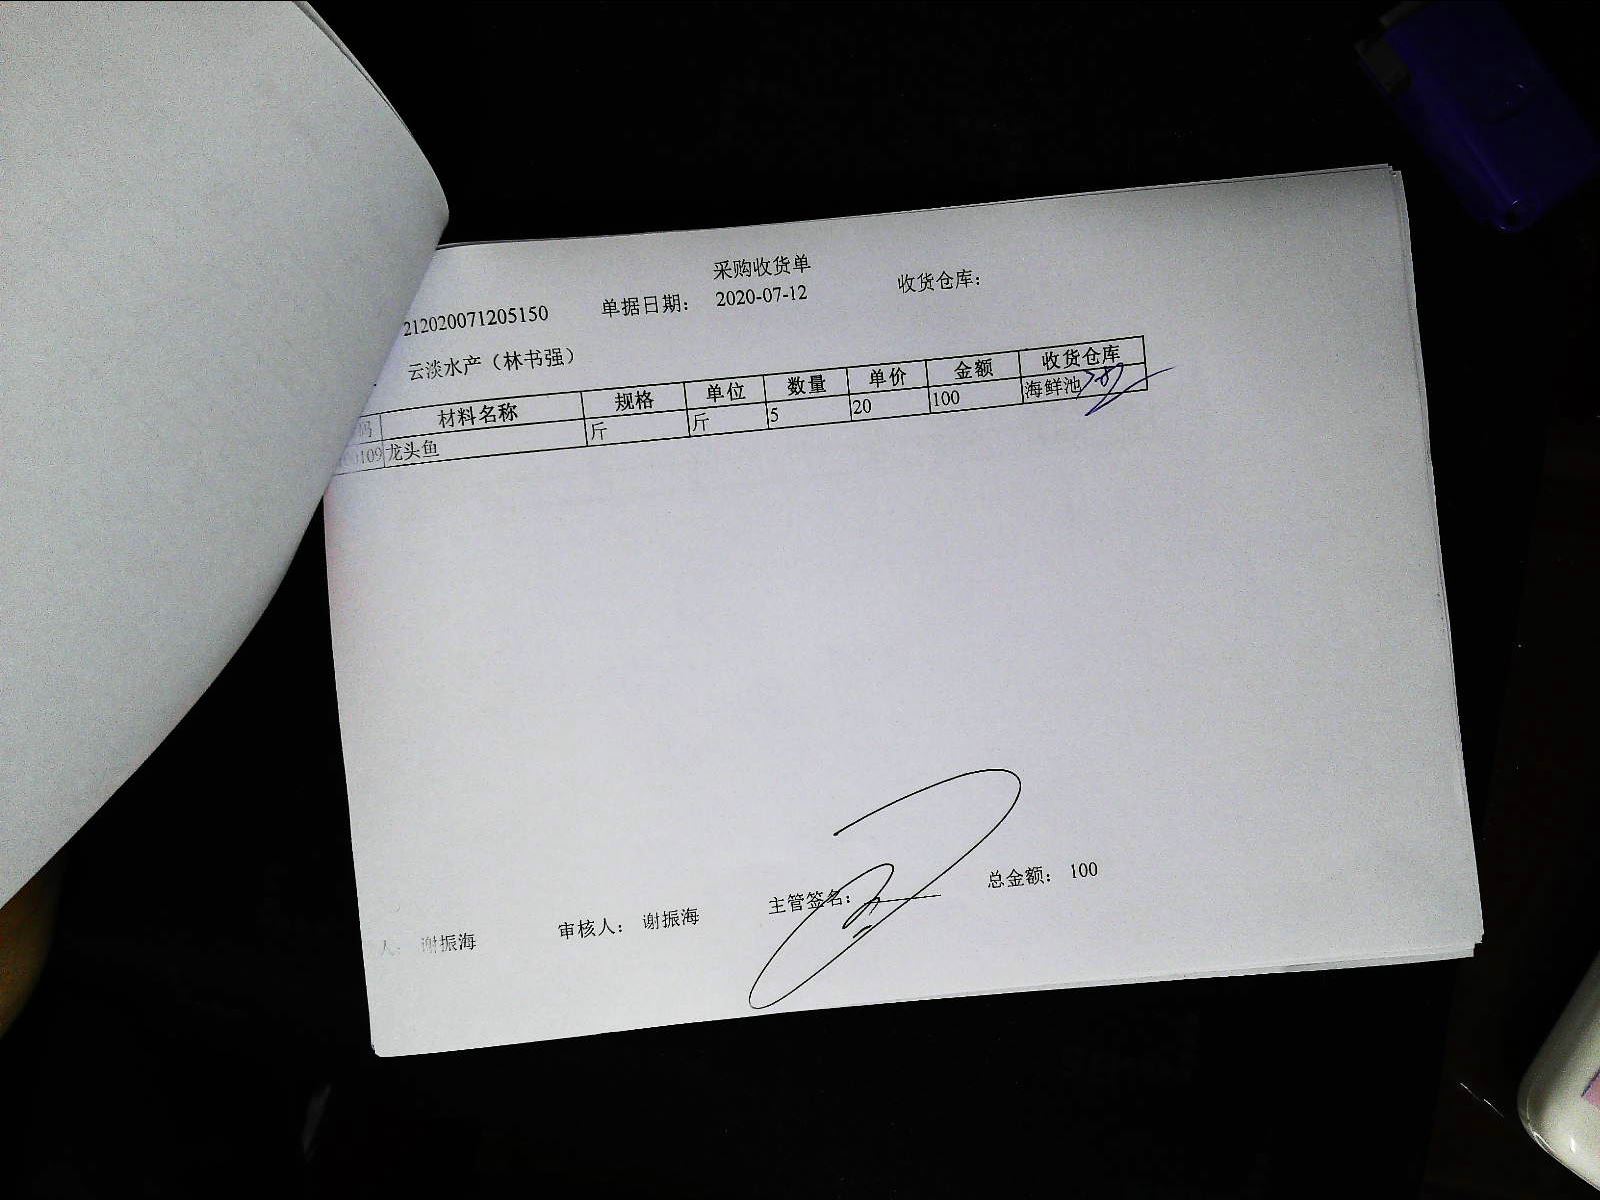 采购收货单
212020071205150 单据日期: 2020-07-12 收货仓库:
云淡水产（林书强）
码 材料名称 规格 单位 数量 单价 金额 收货仓库
0109 龙头鱼 斤 斤 5 20 100 海鲜池
人: 谢振海 审核人: 谢振海 主管签名: 总金额: 100